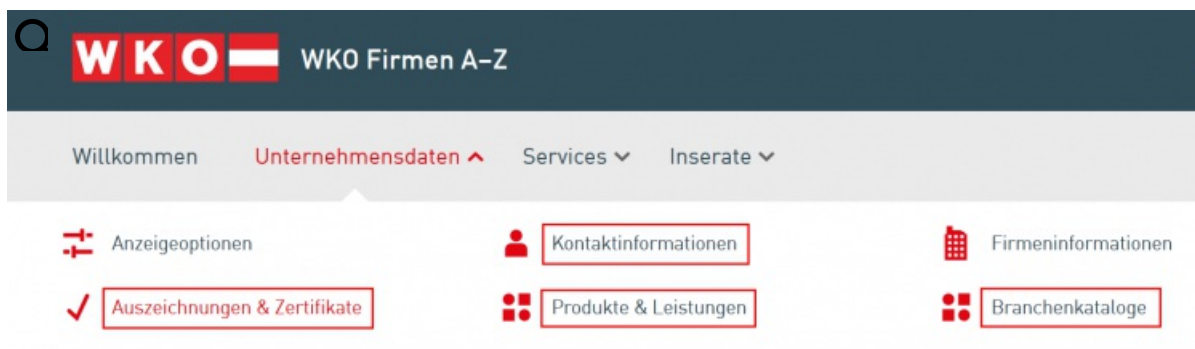 WKO WKO Firmen A–Z
Willkommen Unternehmensdaten Services Inserate
Anzeigeoptionen Kontaktinformationen Firmeninformationen
Auszeichnungen & Zertifikate Produkte & Leistungen Branchenkataloge